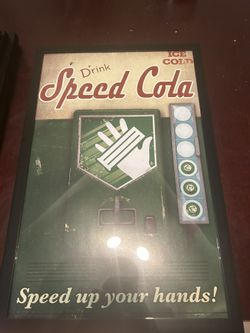 Drink
Speed Cola
ICE
COLD
Speed up your hands!